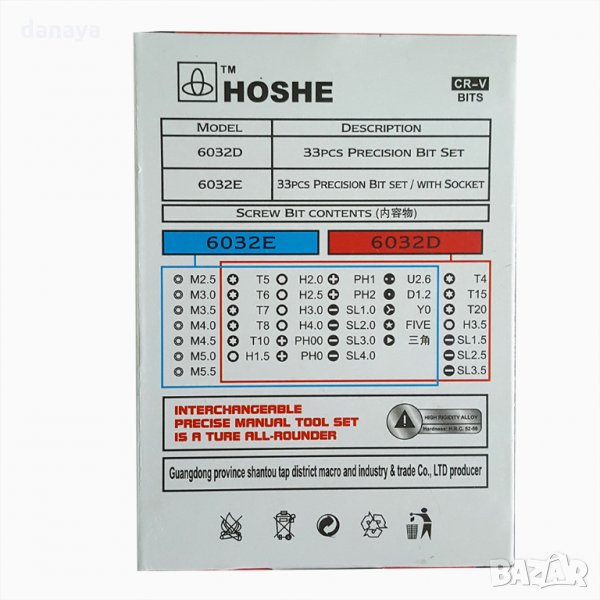 danaya
TM
HOSHE
CR-V
BITS
MODEL DESCRIPTION
6032D 33PCS PRECISION BIT SET
6032E 33PCS PRECISION BIT SET / WITH SOCKET
SCREW BIT CONTENTS (内容物)
6032E 6032D
M2.5 T5 H2.0 PH1 U2.6 T4
M3.0 T6 H2.5 PH2 D1.2 T15
M3.5 T7 H3.0 SL1.0 Y0 T20
M4.0 T8 H4.0 SL2.0 FIVE H3.5
M4.5 T10 PH00 SL3.0 三角 SL1.5
M5.0 H1.5 PH0 SL4.0 SL2.5
M5.5 SL3.5
INTERCHANGEABLE
PRECISE MANUAL TOOL SET
IS A TURE ALL-ROUNDER
HIGH RIGIDITY ALLOY
Hardness: H.R.C. 52-56
Guangdong province shantou tap district macro and industry & trade Co., LTD producer
BAZAR